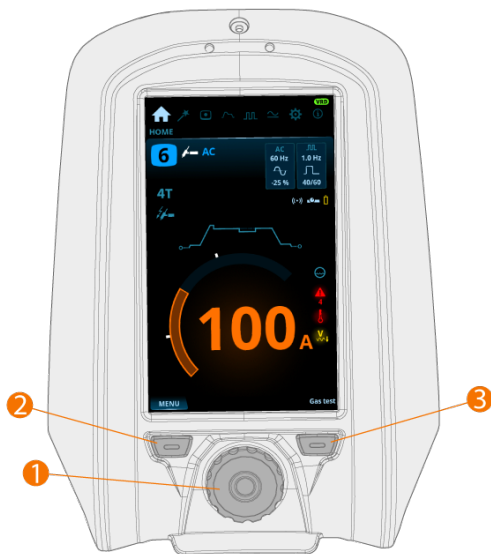 VRD
HOME
6 AC
AC
60 Hz
-25 %
1.0 Hz
40/60
4T
100 A
V
MENU
Gas test
2
3
1